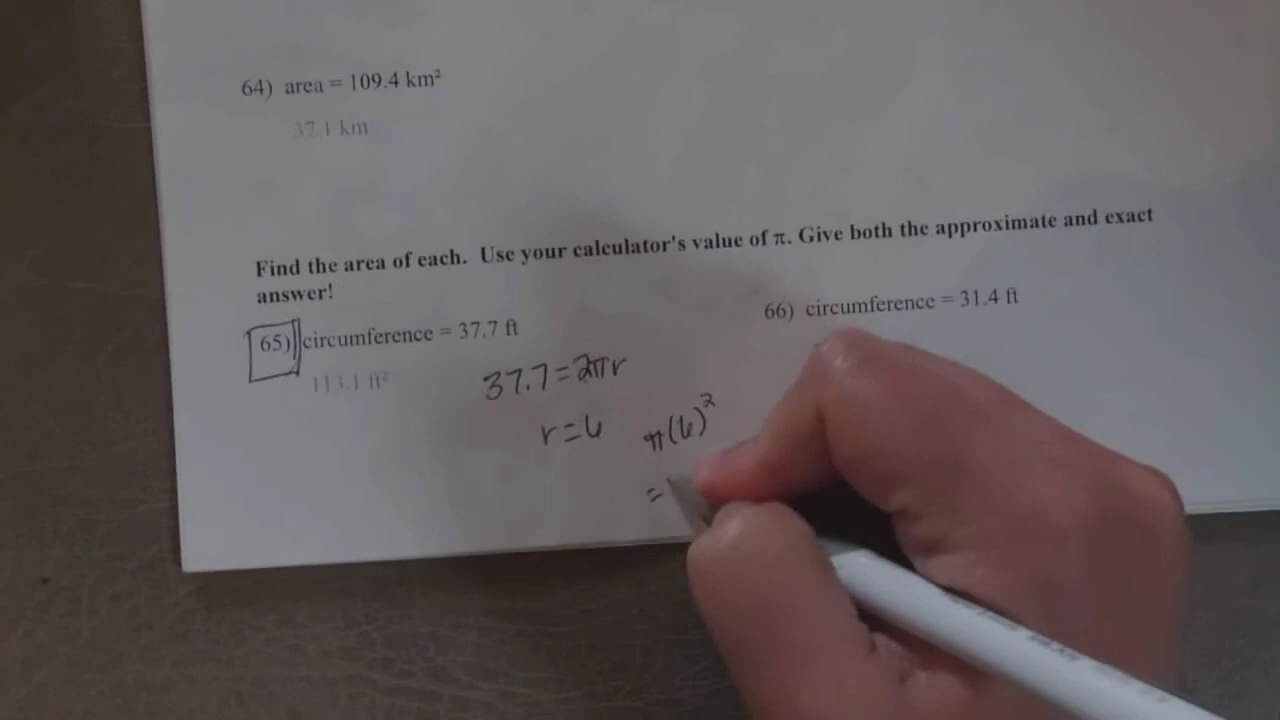 64) area = 109.4 km²
37.1 km
Find the area of each. Use your calculator's value of π. Give both the approximate and exact
answer!
65) circumference = 37.7 ft
113.1 ft²
37.7 = 2πr
r = 6
π(6)²
=
66) circumference = 31.4 ft